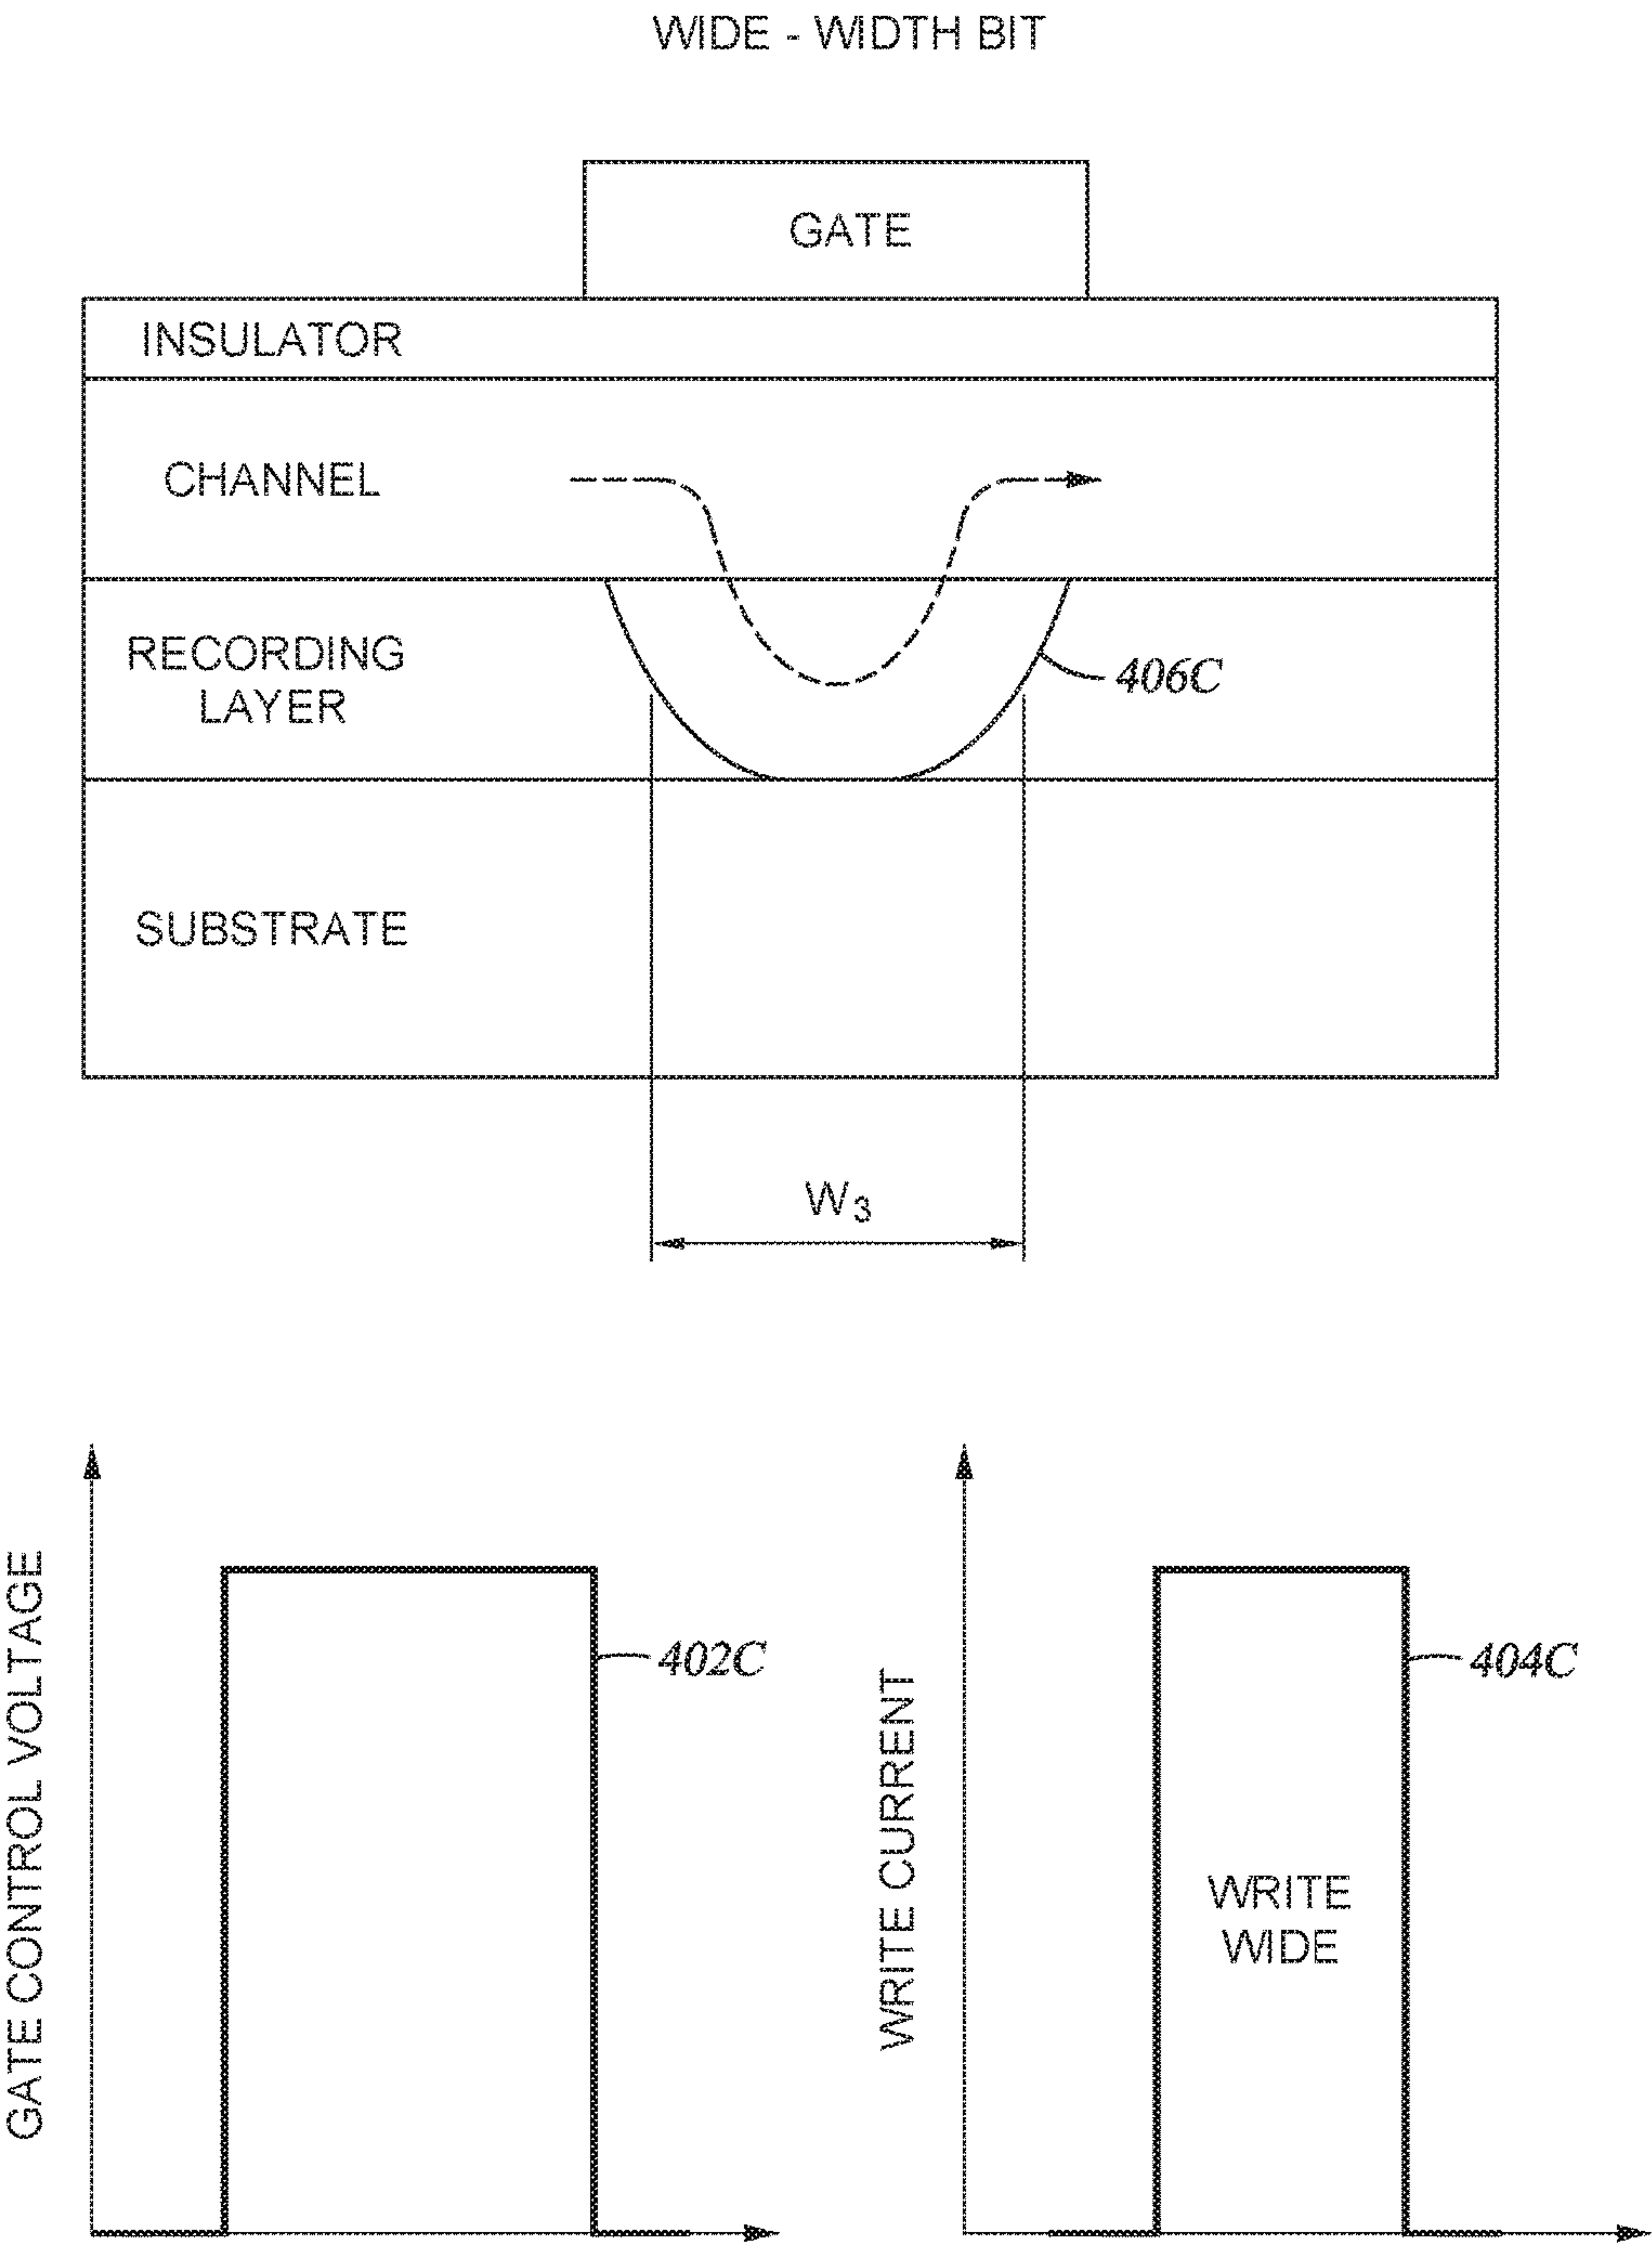 WIDE - WIDTH BIT
GATE
INSULATOR
CHANNEL
RECORDING
LAYER
406C
SUBSTRATE
W3
GATE CONTROL VOLTAGE
402C
WRITE CURRENT
404C
WRITE
WIDE